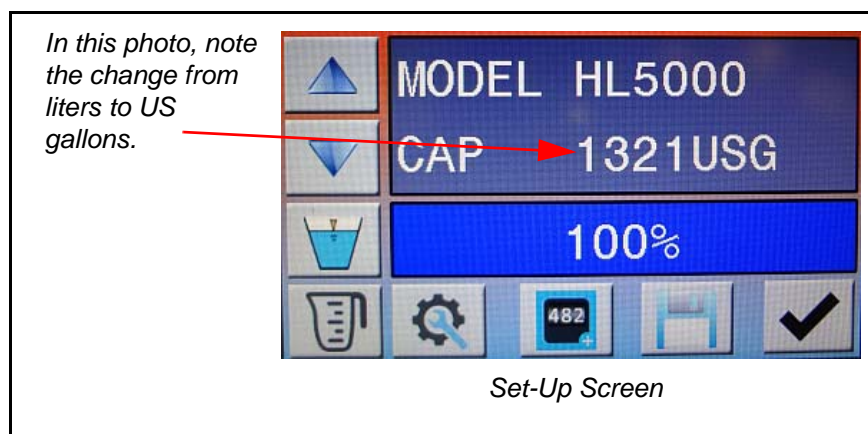 In this photo, note
the change from
liters to US
gallons.
MODEL HL5000
CAP 1321USG
100%
482
Set-Up Screen